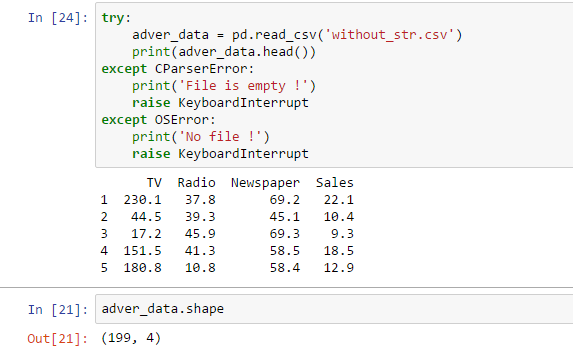 In [24]: try:
    adver_data = pd.read_csv('without_str.csv')
    print(adver_data.head())
except CParserError:
    print('File is empty !')
    raise KeyboardInterrupt
except OSError:
    print('No file !')
    raise KeyboardInterrupt
      TV  Radio  Newspaper  Sales
1  230.1   37.8       69.2   22.1
2   44.5   39.3       45.1   10.4
3   17.2   45.9       69.3    9.3
4  151.5   41.3       58.5   18.5
5  180.8   10.8       58.4   12.9
In [21]: adver_data.shape
Out[21]: (199, 4)